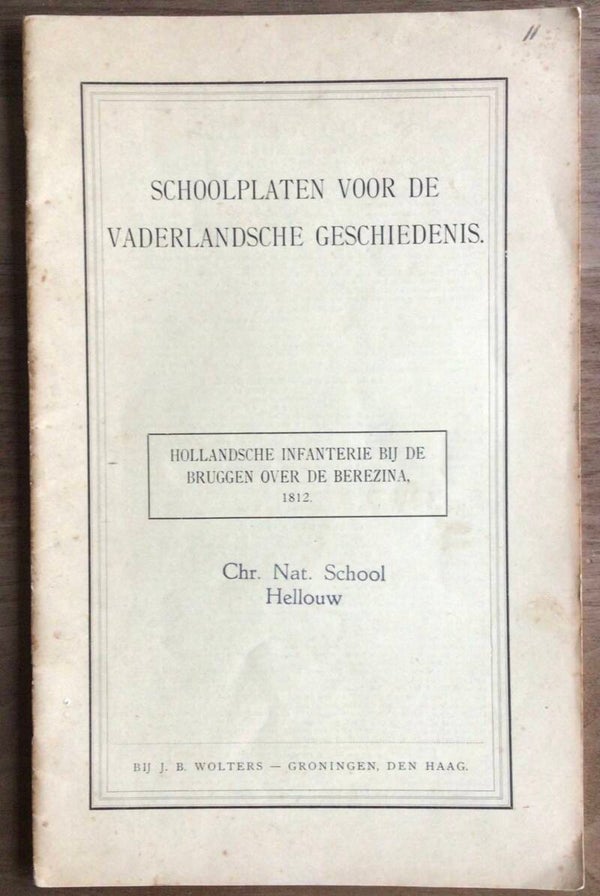 11
SCHOOLPLATEN VOOR DE
VADERLANDSCHE GESCHIEDENIS.
HOLLANDSCHE INFANTERIE BIJ DE
BRUGGEN OVER DE BEREZINA,
1812.
Chr. Nat. School
Hellouw
BIJ J. B. WOLTERS — GRONINGEN, DEN HAAG.